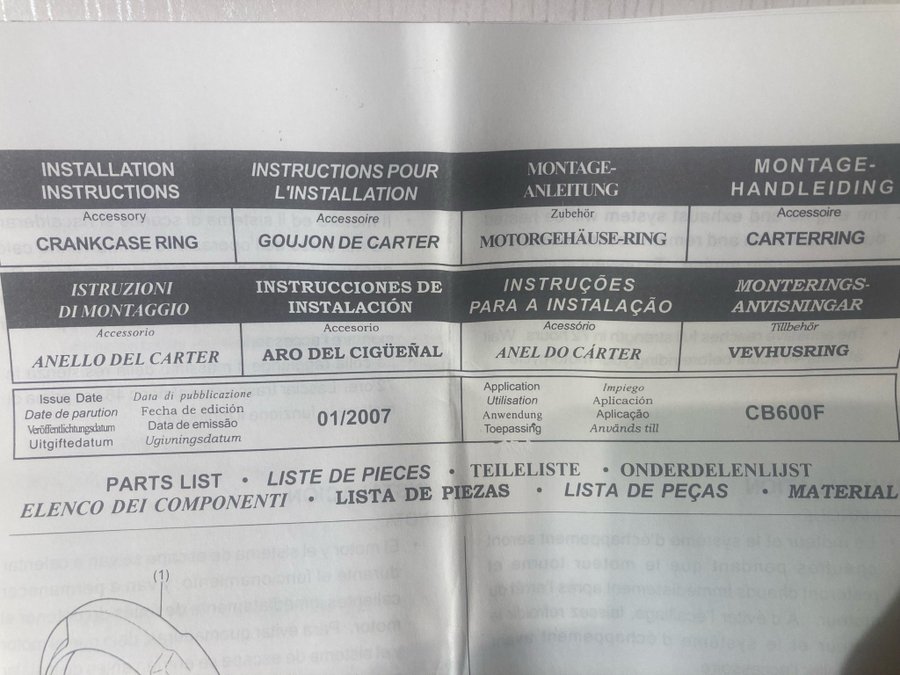 INSTALLATION
INSTRUCTIONS
Accessory
CRANKCASE RING
INSTRUCTIONS POUR
L'INSTALLATION
Accessoire
GOUJON DE CARTER
MONTAGE-
ANLEITUNG
Zubehör
MOTORGEHÄUSE-RING
MONTAGE-
HANDLEIDING
Accessoire
CARTERRING
ISTRUZIONI
DI MONTAGGIO
Accessorio
ANELLO DEL CARTER
INSTRUCCIONES DE
INSTALACIÓN
Accesorio
ARO DEL CIGÜEÑAL
INSTRUÇÕES
PARA A INSTALAÇÃO
Acessório
ANEL DO CÁRTER
MONTERINGS-
ANVISNINGAR
Tillbehör
VEVHUSRING
Issue Date Data di pubblicazione
Date de parution Fecha de edición
Veröffentlichtungsdatum Data de emissão
Uitgiftedatum Ugivningsdatum
01/2007
Application Impiego
Utilisation Aplicación
Anwendung Aplicação
Toepassing Används till
CB600F
PARTS LIST • LISTE DE PIECES • TEILELISTE • ONDERDELENLIJST
ELENCO DEI COMPONENTI • LISTA DE PIEZAS • LISTA DE PEÇAS • MATERIAL
(1)